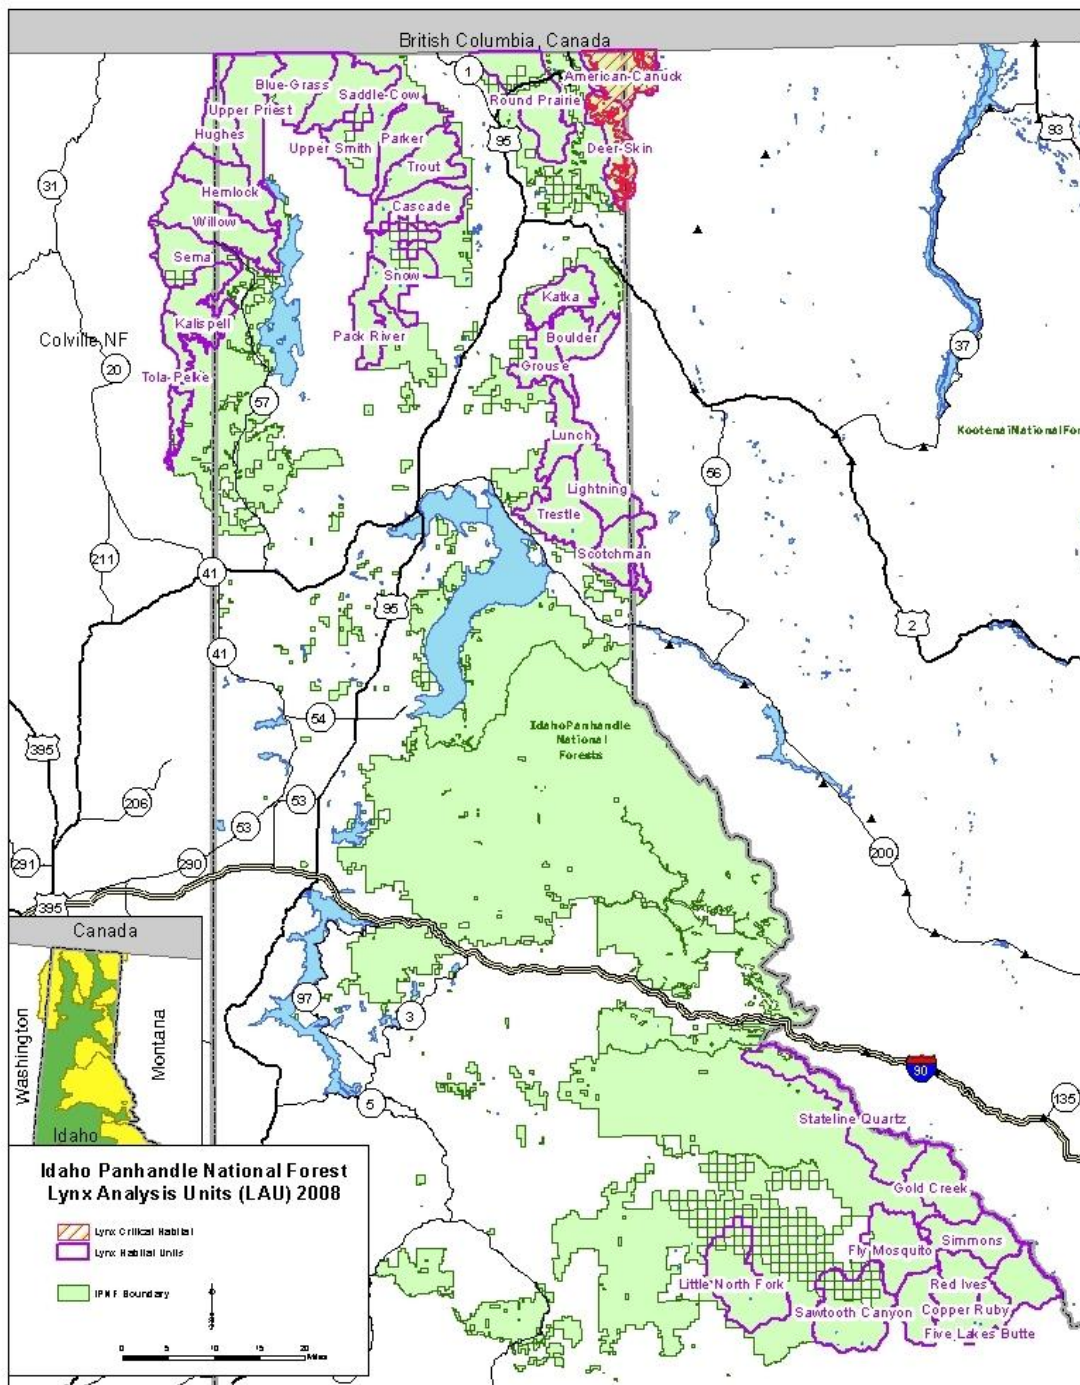 British Columbia, Canada
1
American-Canuck
Blue-Grass
Saddle-Cow
Round Prairie
Upper Priest
93
Hughes
Parker
95
Upper Smith
Deer-Skin
Trout
31
Hemlock
Cascade
Willow
Sema
Snow
Katka
Kalispell
Pack River
Boulder
Colville NF
37
20
Grouse
Tola-Pelke
57
Kootenai National For
Lunch
56
Lightning
Trestle
Scotchman
211
41
95
2
41
54
Idaho Panhandle
National
Forests
395
206
53
53
200
291
290
395
Canada
97
3
Washington
Montana
90
5
135
Stateline Quartz
Idaho
Idaho Panhandle National Forest
Lynx Analysis Units (LAU) 2008
Gold Creek
Lynx Critical Habitat
Lynx Habitat Units
Simmons
Fly Mosquito
Little North Fork
Red Ives
IPNF Boundary
Sawtooth Canyon
Copper Ruby
Five Lakes Butte
0 5 10 15 20
Miles